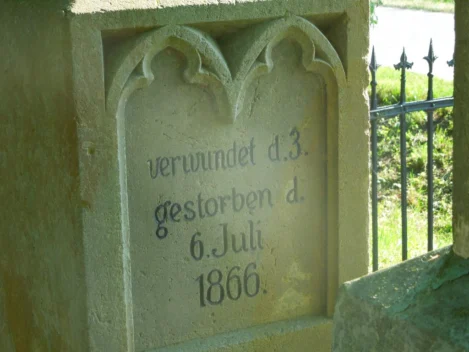 verwundet d.3.
gestorben d.
6.Juli
1866.